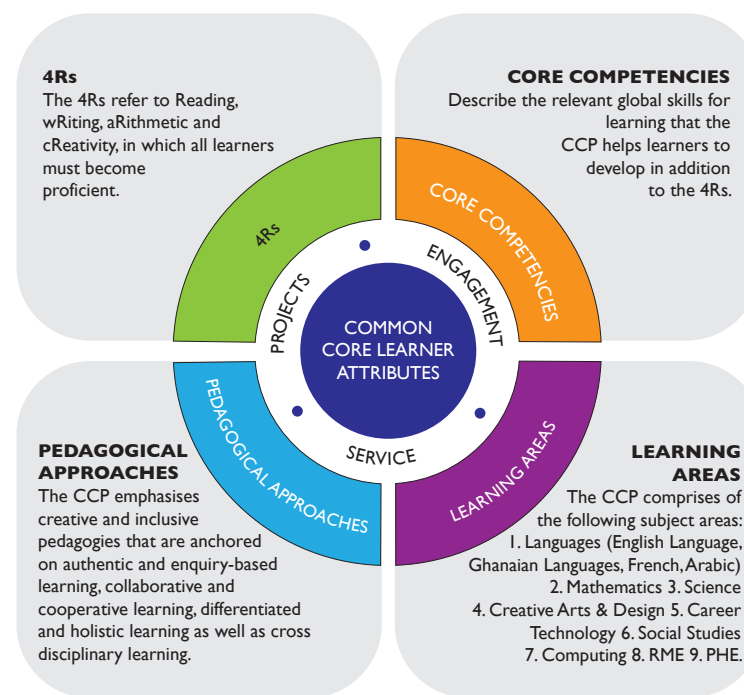 4Rs
The 4Rs refer to Reading,
wRiting, aRithmetic and
cReativity, in which all learners
must become
proficient.
CORE COMPETENCIES
Describe the relevant global skills for
learning that the
CCP helps learners to
develop in addition
to the 4Rs.
4Rs
CORE COMPETENCIES
PROJECTS
ENGAGEMENT
COMMON
CORE LEARNER
ATTRIBUTES
SERVICE
PEDAGOGICAL APPROACHES
LEARNING AREAS
PEDAGOGICAL
APPROACHES
The CCP emphasises
creative and inclusive
pedagogies that are anchored
on authentic and enquiry-based
learning, collaborative and
cooperative learning, differentiated
and holistic learning as well as cross
disciplinary learning.
LEARNING
AREAS
The CCP comprises of
the following subject areas:
1. Languages (English Language,
Ghanaian Languages, French, Arabic)
2. Mathematics 3. Science
4. Creative Arts & Design 5. Career
Technology 6. Social Studies
7. Computing 8. RME 9. PHE.